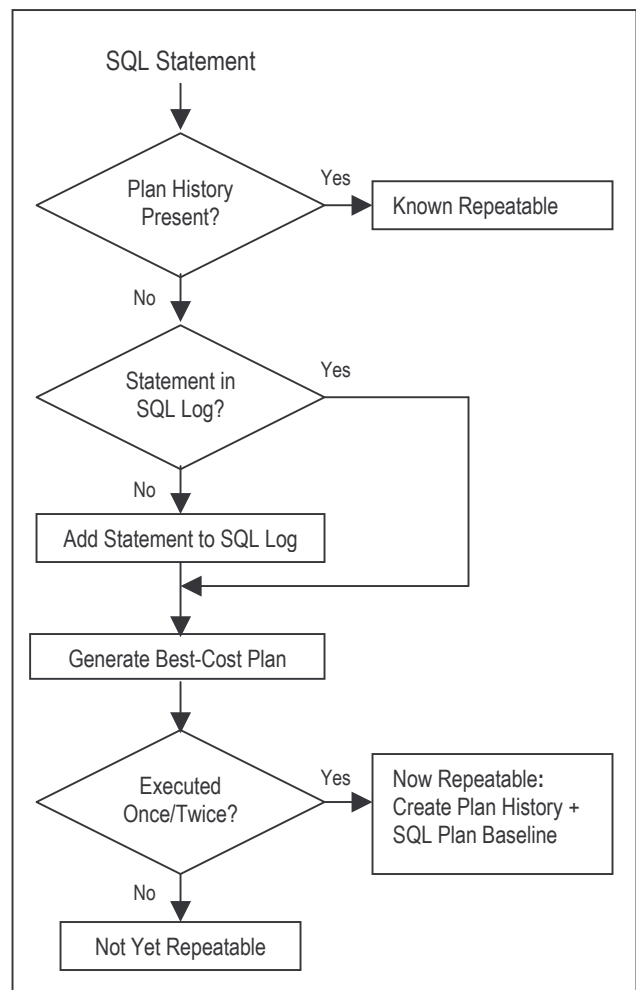 SQL Statement
Plan History
Present?
Yes
Known Repeatable
No
Statement in
SQL Log?
Yes
No
Add Statement to SQL Log
Generate Best-Cost Plan
Executed
Once/Twice?
Yes
Now Repeatable:
Create Plan History +
SQL Plan Baseline
No
Not Yet Repeatable